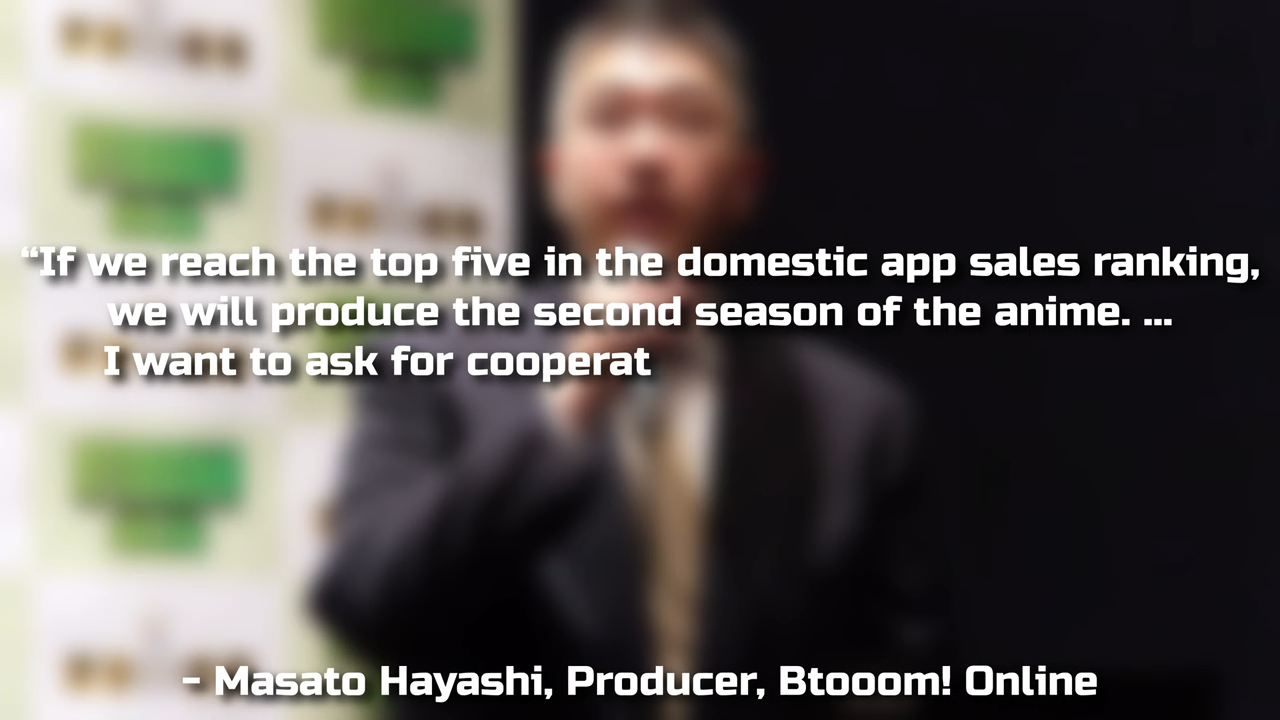 “If we reach the top five in the domestic app sales ranking,
we will produce the second season of the anime. ...
I want to ask for cooperat
- Masato Hayashi, Producer, Btooom! Online